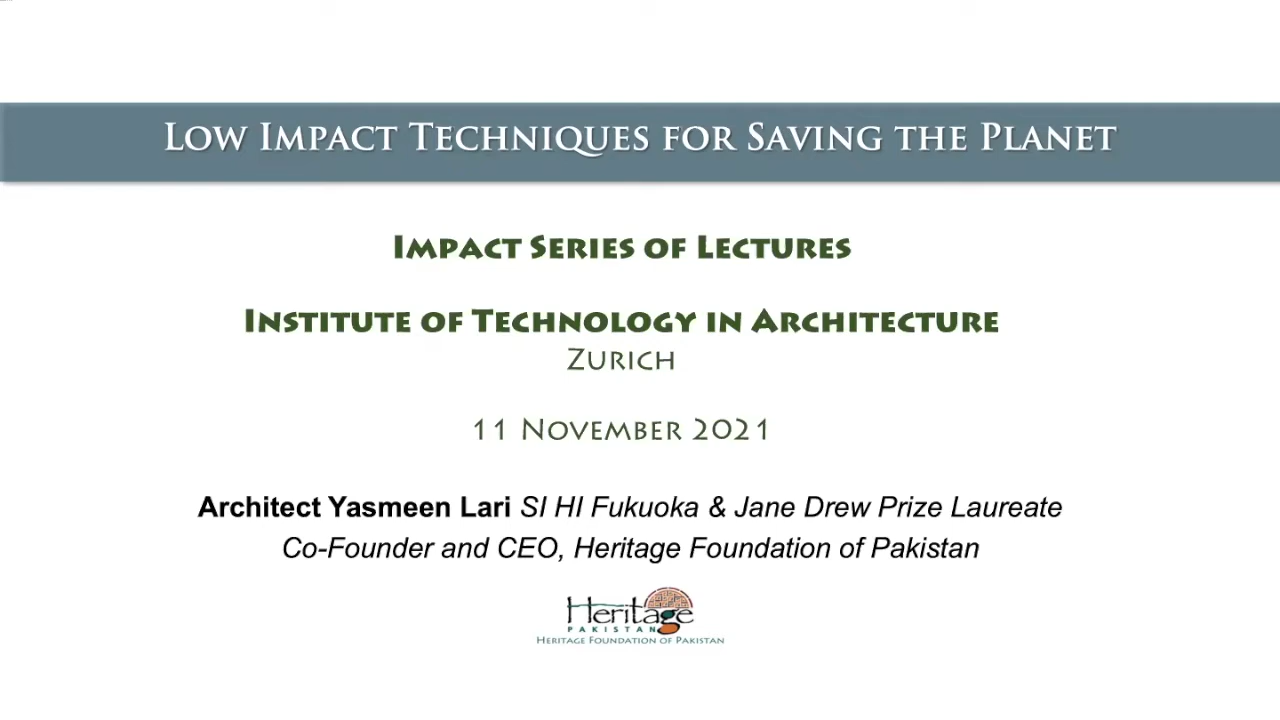 Low Impact Techniques for Saving the Planet
Impact Series of Lectures
Institute of Technology in Architecture
Zurich
11 November 2021
Architect Yasmeen Lari SI HI Fukuoka & Jane Drew Prize Laureate
Co-Founder and CEO, Heritage Foundation of Pakistan
Heritage
PAKISTAN
Heritage Foundation of Pakistan